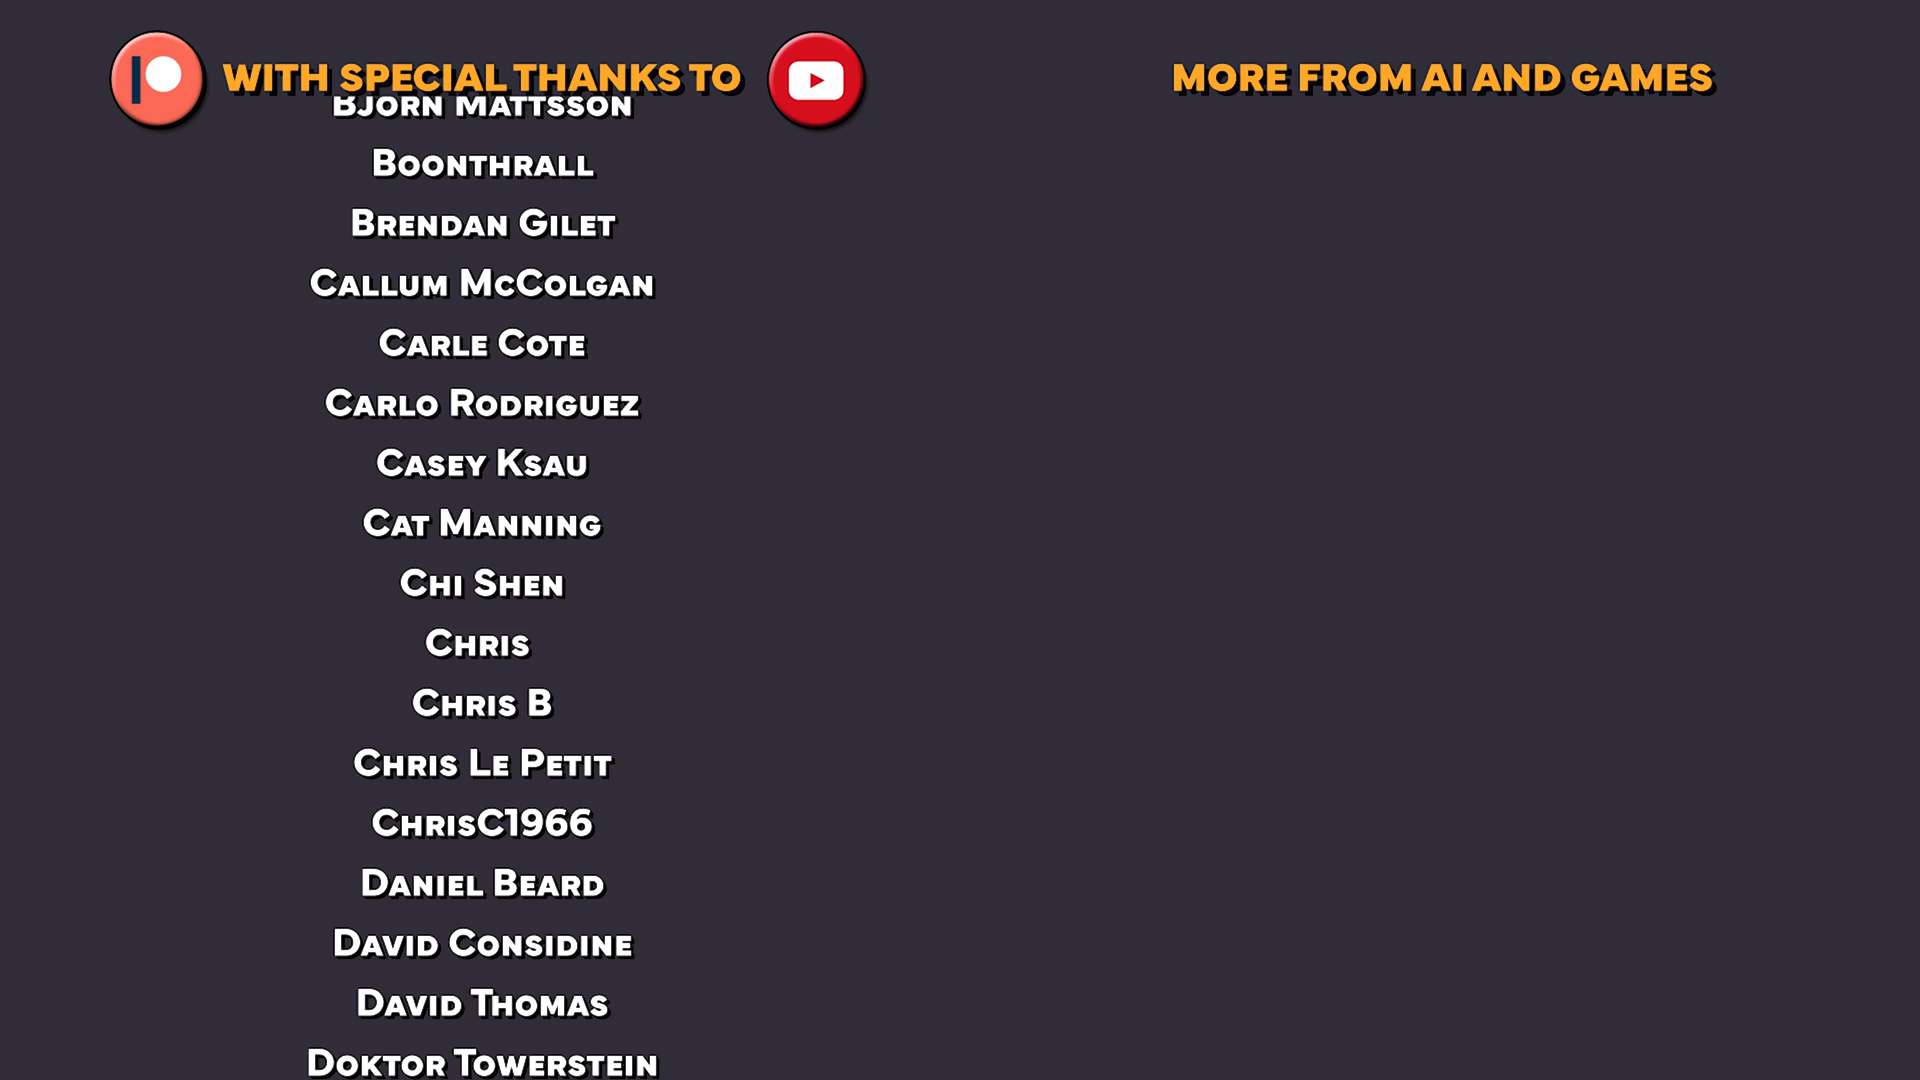 WITH SPECIAL THANKS TO
MORE FROM AI AND GAMES
Bjorn Mattsson
Boonthrall
Brendan Gilet
Callum McColgan
Carle Cote
Carlo Rodriguez
Casey Ksau
Cat Manning
Chi Shen
Chris
Chris B
Chris Le Petit
ChrisC1966
Daniel Beard
David Considine
David Thomas
Doktor Towerstein